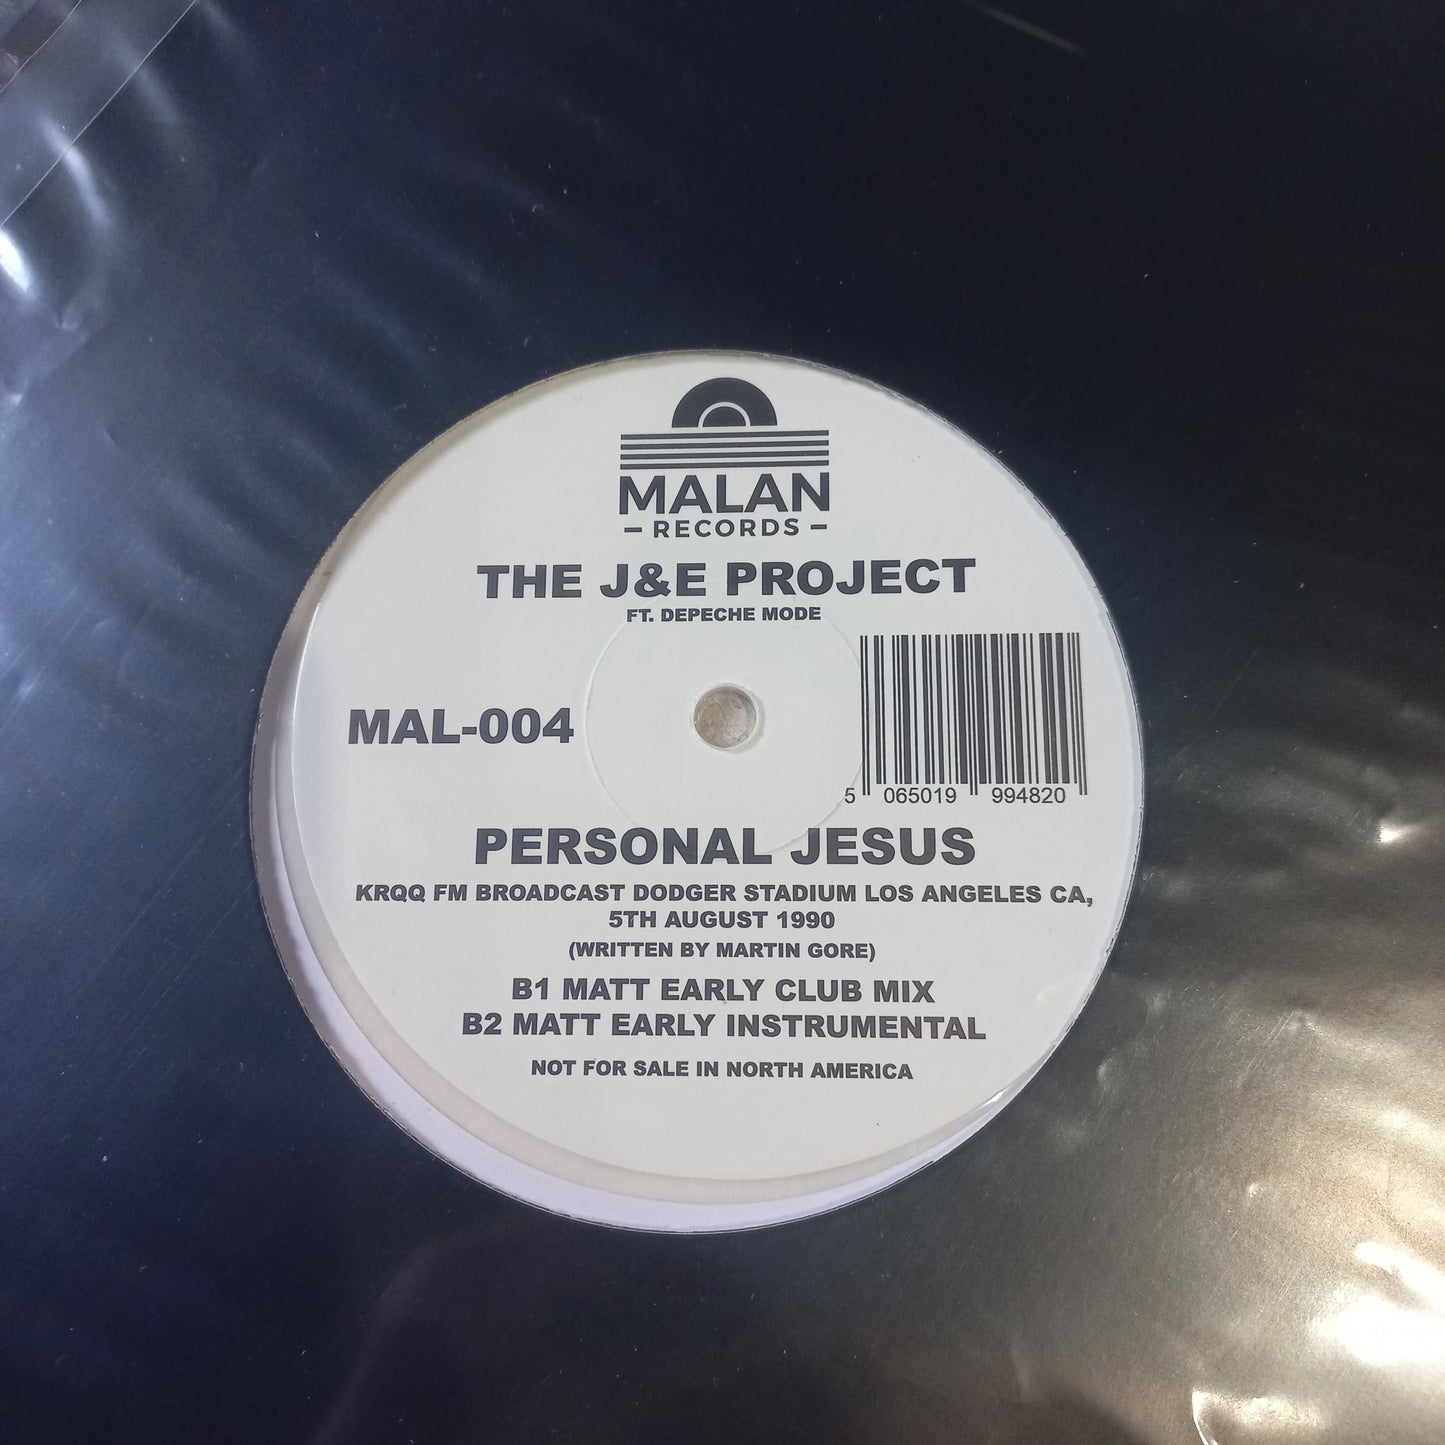 MALAN
– RECORDS –
THE J&E PROJECT
FT. DEPECHE MODE
MAL-004
5 065019 994820
PERSONAL JESUS
KRQQ FM BROADCAST DODGER STADIUM LOS ANGELES CA,
5TH AUGUST 1990
(WRITTEN BY MARTIN GORE)
B1 MATT EARLY CLUB MIX
B2 MATT EARLY INSTRUMENTAL
NOT FOR SALE IN NORTH AMERICA